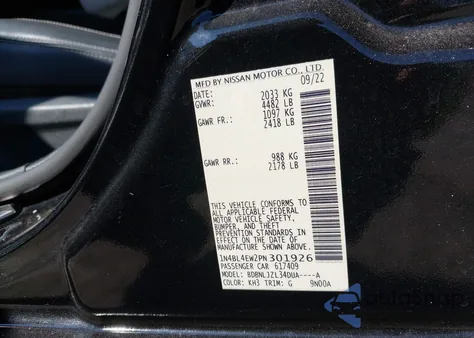 MFD BY NISSAN MOTOR CO., LTD.
DATE: 09/22
GVWR: 2033 KG
4482 LB
GAWR FR.: 1097 KG
2418 LB
GAWR RR.: 988 KG
2178 LB
THIS VEHICLE CONFORMS TO
ALL APPLICABLE FEDERAL
MOTOR VEHICLE SAFETY,
BUMPER, AND THEFT
PREVENTION STANDARDS IN
EFFECT ON THE DATE OF
MANUFACTURE SHOWN ABOVE.
1N4BL4EW2PN301926
PASSENGER CAR 617409
MODEL: BDBNLJZL34DUA----A
COLOR: KH3 TRIM: G 9N00A